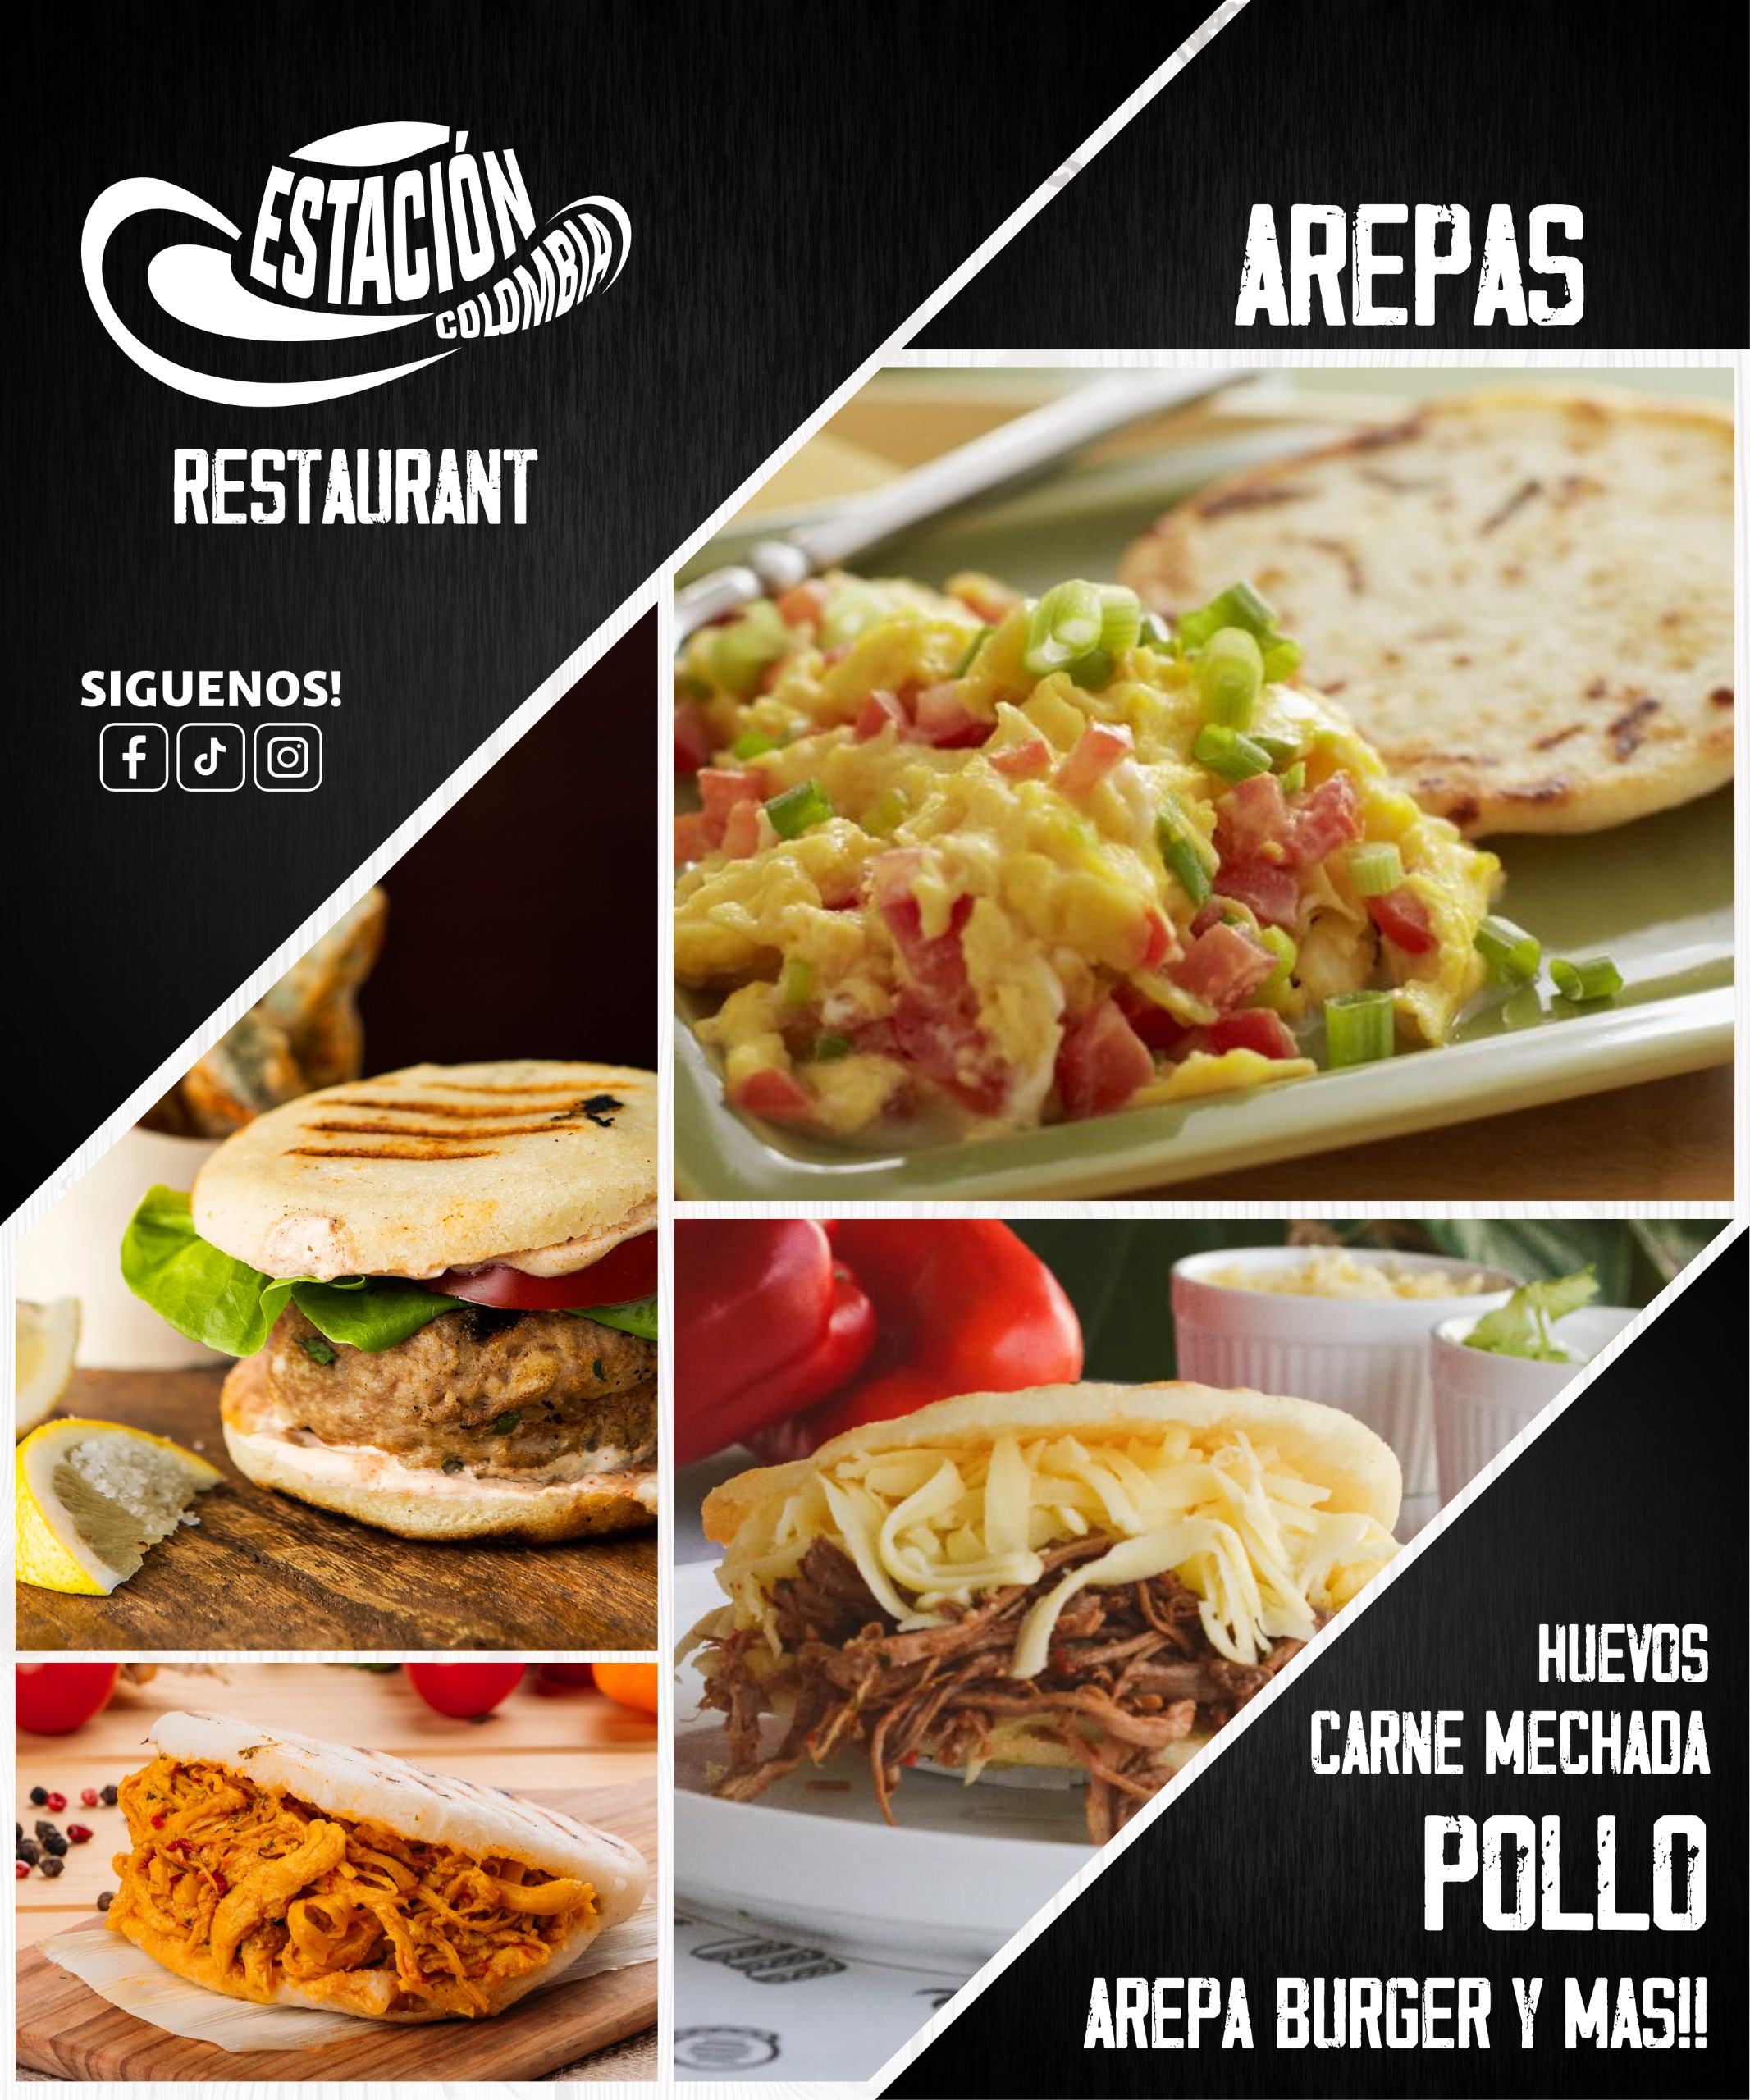 ESTACIÓN
COLOMBIA
RESTAURANT
SIGUENOS!
AREPAS
HUEVOS
CARNE MECHADA
POLLO
AREPA BURGER Y MAS!!